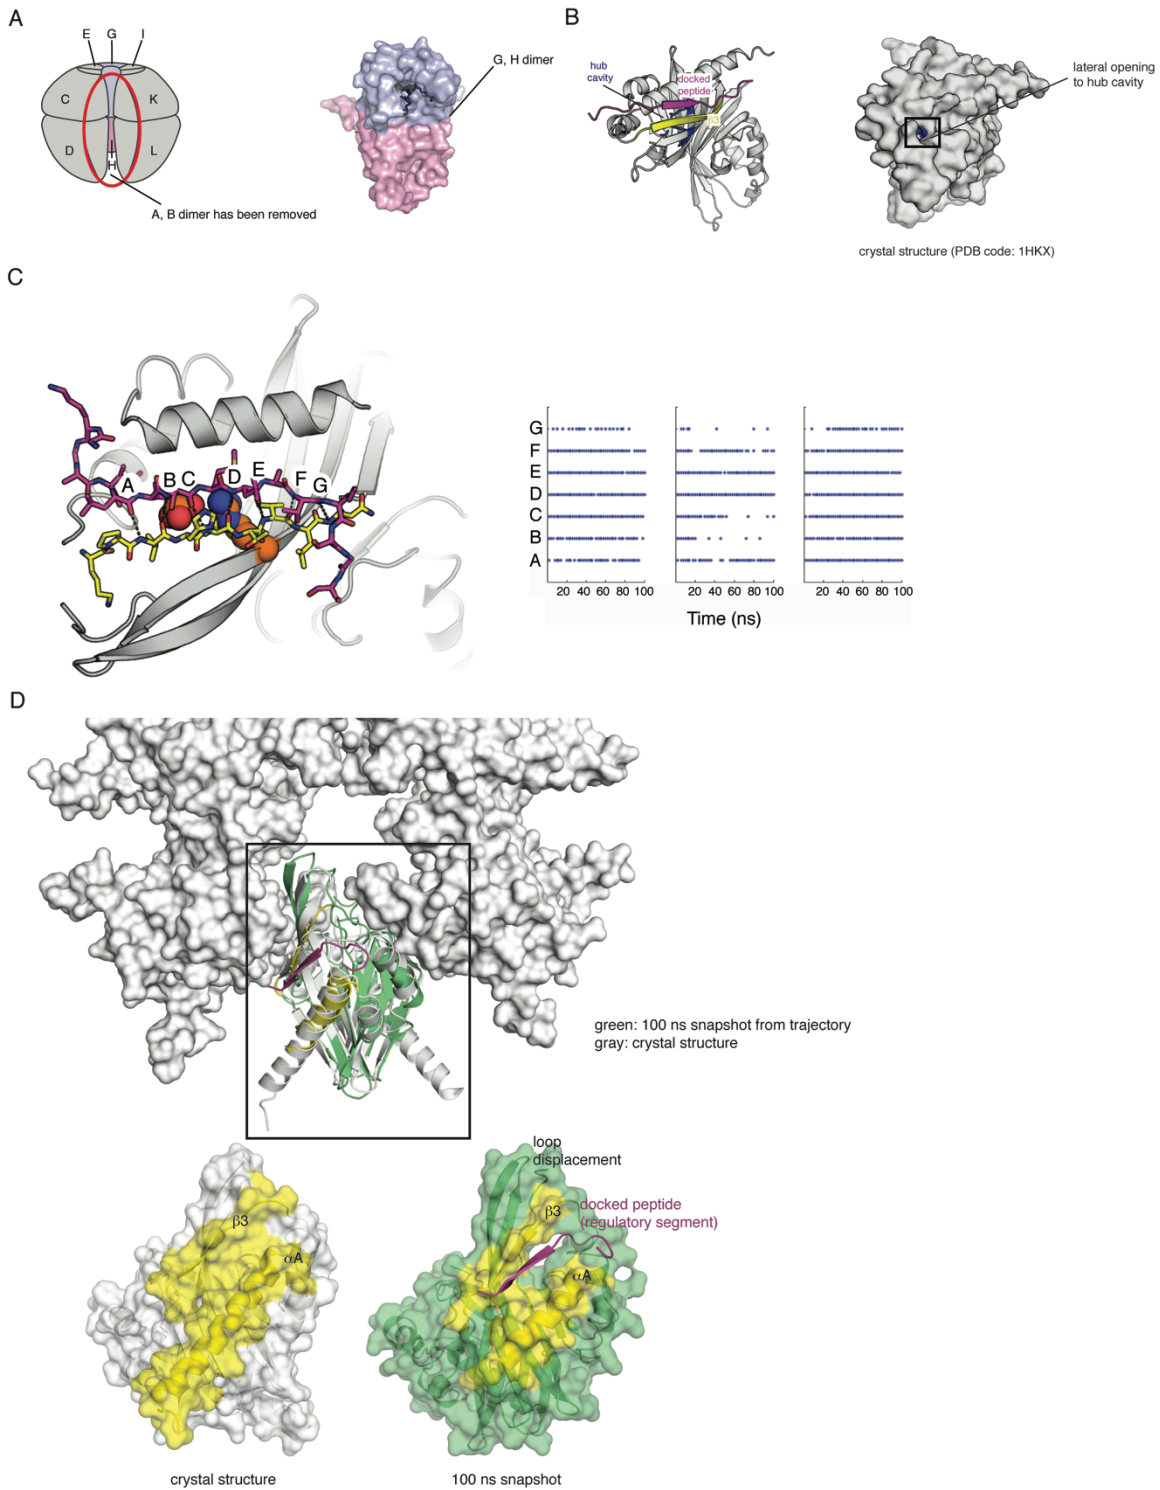 A
E G I
C K
D L
H
A, B dimer has been removed
G, H dimer
B
hub
cavity
docked
peptide
β3
lateral opening
to hub cavity
crystal structure (PDB code: 1HKX)
C
A B C D E F G
G
F
E
D
C
B
A
20 40 60 80 100 20 40 60 80 100 20 40 60 80 100
Time (ns)
D
green: 100 ns snapshot from trajectory
gray: crystal structure
loop
displacement
β3
αA
β3
docked peptide
(regulatory segment)
αA
crystal structure
100 ns snapshot